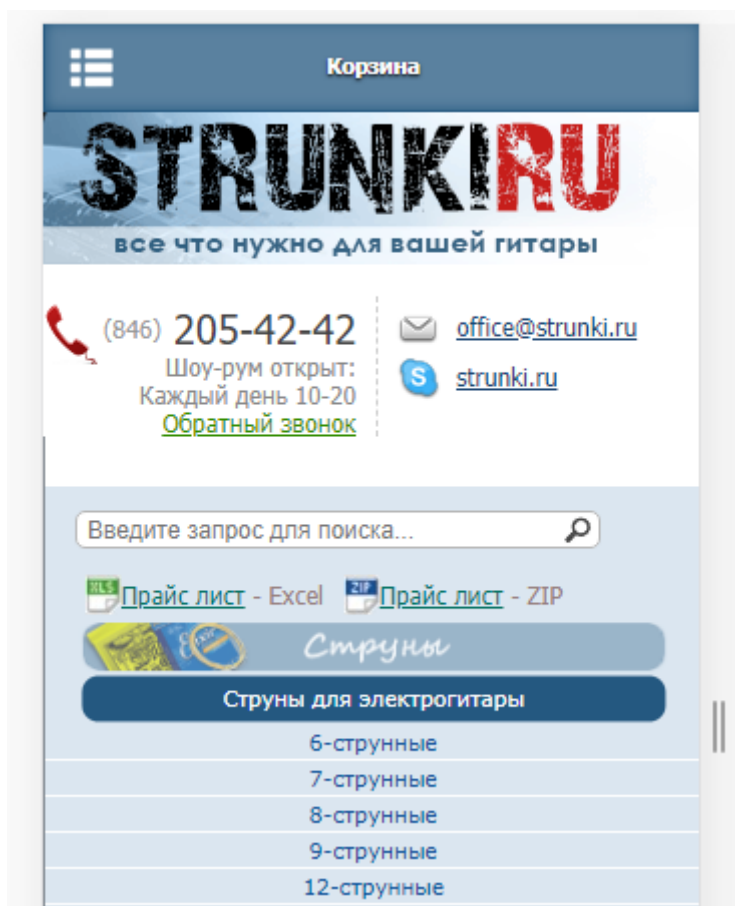 Корзина
STRUNKIRU
все что нужно для вашей гитары
(846) 205-42-42
Шоу-рум открыт:
Каждый день 10-20
Обратный звонок
office@strunki.ru
strunki.ru
Введите запрос для поиска...
XLS Прайс лист - Excel ZIP Прайс лист - ZIP
Elixir Струны
Струны для электрогитары
6-струнные
7-струнные
8-струнные
9-струнные
12-струнные